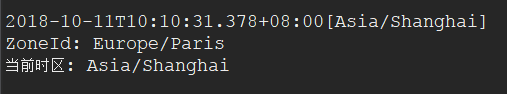 2018-10-11T10:10:31.378+08:00[Asia/Shanghai]
ZoneId: Europe/Paris
当前时区: Asia/Shanghai